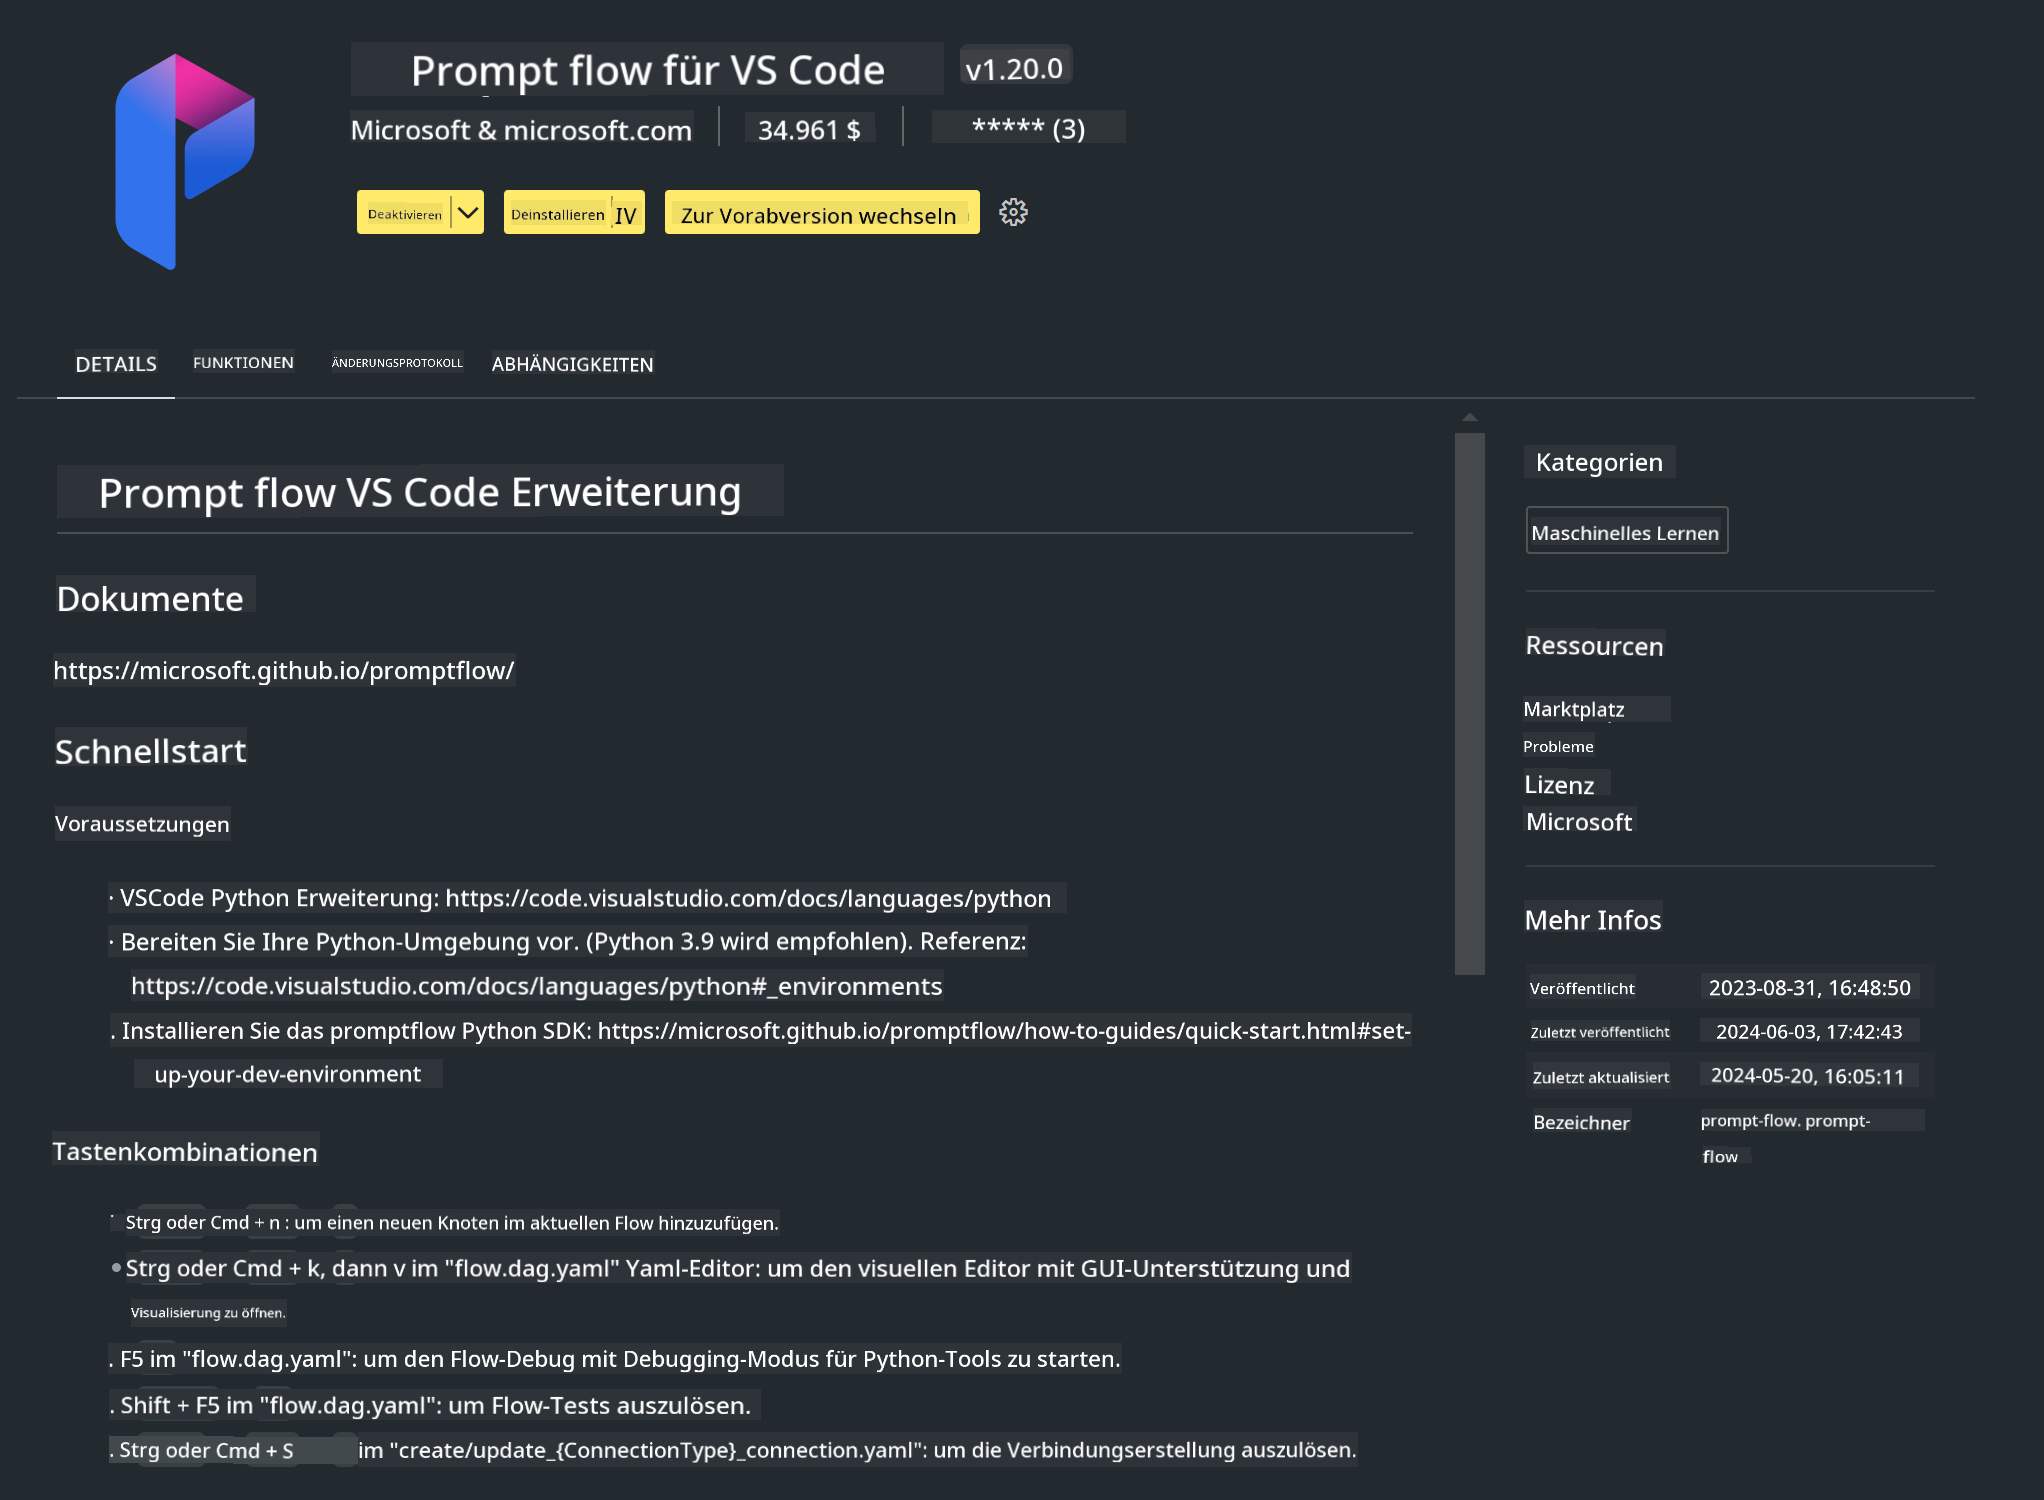 Prompt flow für VS Code v1.20.0
Microsoft & microsoft.com 34.961 $ ***** (3)
Deaktivieren Deinstallieren IV Zur Vorabversion wechseln
DETAILS FUNKTIONEN ÄNDERUNGSPROTOKOLL ABHÄNGIGKEITEN
Prompt flow VS Code Erweiterung
Dokumente
https://microsoft.github.io/promptflow/
Schnellstart
Voraussetzungen
· VSCode Python Erweiterung: https://code.visualstudio.com/docs/languages/python
· Bereiten Sie Ihre Python-Umgebung vor. (Python 3.9 wird empfohlen). Referenz:
https://code.visualstudio.com/docs/languages/python#_environments
. Installieren Sie das promptflow Python SDK: https://microsoft.github.io/promptflow/how-to-guides/quick-start.html#set-
up-your-dev-environment
Tastenkombinationen
· Strg oder Cmd + n : um einen neuen Knoten im aktuellen Flow hinzuzufügen.
• Strg oder Cmd + k, dann v im "flow.dag.yaml" Yaml-Editor: um den visuellen Editor mit GUI-Unterstützung und
Visualisierung zu öffnen.
. F5 im "flow.dag.yaml": um den Flow-Debug mit Debugging-Modus für Python-Tools zu starten.
. Shift + F5 im "flow.dag.yaml": um Flow-Tests auszulösen.
. Strg oder Cmd + S im "create/update_{ConnectionType}_connection.yaml": um die Verbindungserstellung auszulösen.
Kategorien
Maschinelles Lernen
Ressourcen
Marktplatz
Probleme
Lizenz
Microsoft
Mehr Infos
Veröffentlicht 2023-08-31, 16:48:50
Zuletzt veröffentlicht 2024-06-03, 17:42:43
Zuletzt aktualisiert 2024-05-20, 16:05:11
Bezeichner prompt-flow. prompt-
flow